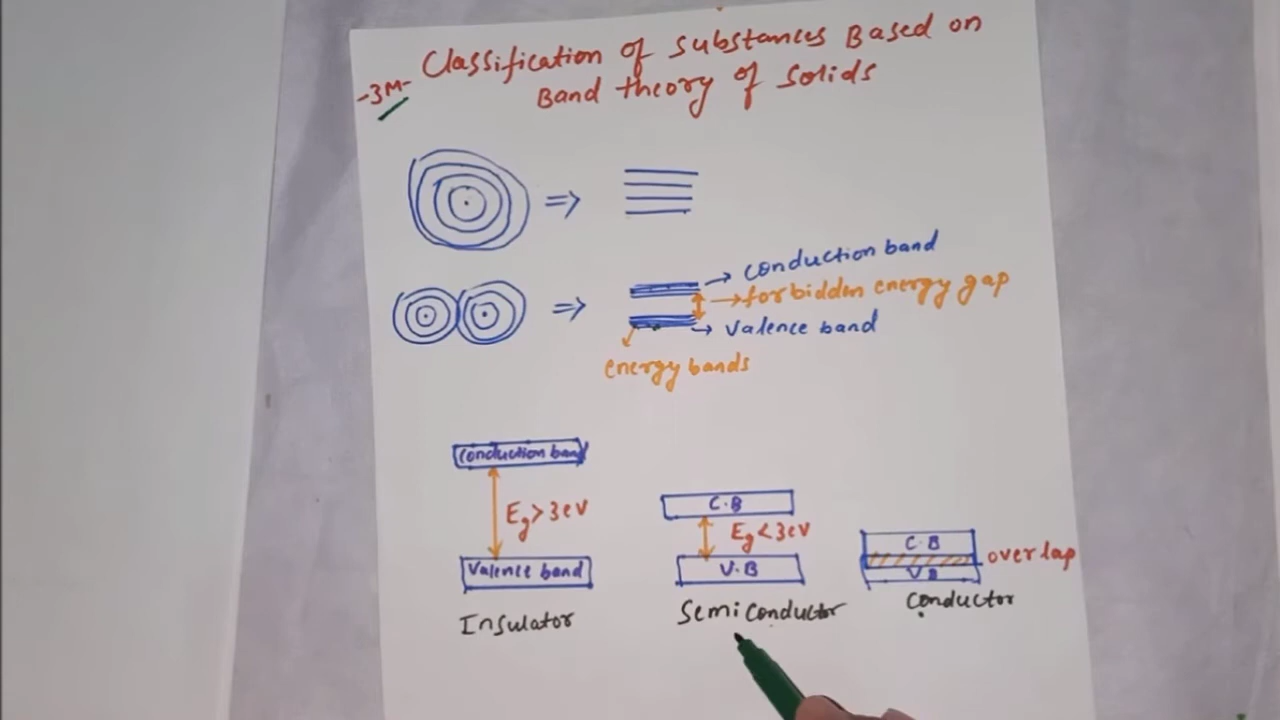 Classification of substances Based on
-3M-
Band theory of solids
conduction band
forbidden energy gap
valence band
energy bands
conduction band
Eg > 3ev
valence band
Insulator
C.B
Eg < 3ev
V.B
Semiconductor
C.B
overlap
V.B
conductor